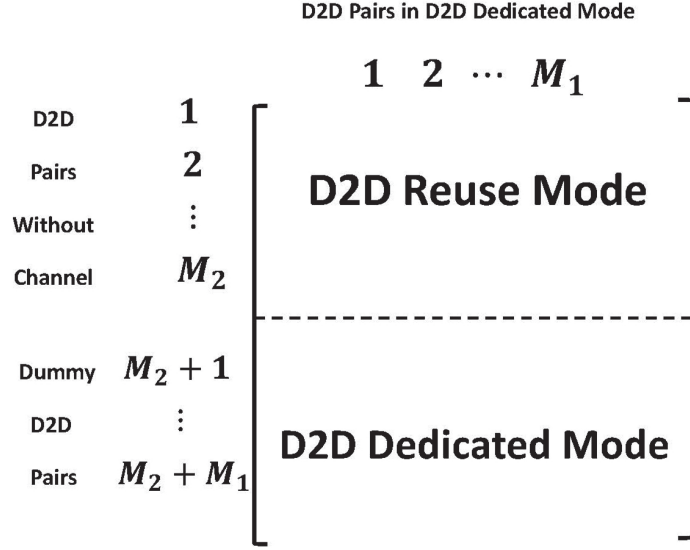 D2D Pairs in D2D Dedicated Mode
1 2 ⋯ M₁
D2D 1
Pairs 2
Without ⋮
Channel M₂
D2D Reuse Mode
Dummy M₂ + 1
D2D ⋮
Pairs M₂ + M₁
D2D Dedicated Mode